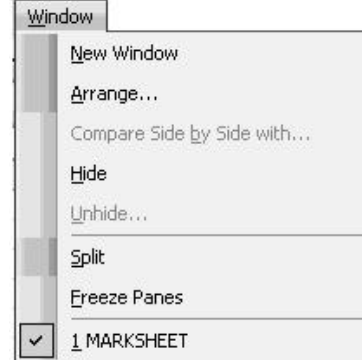 Window
New Window
Arrange...
Compare Side by Side with...
Hide
Unhide...
Split
Freeze Panes
1 MARKSHEET